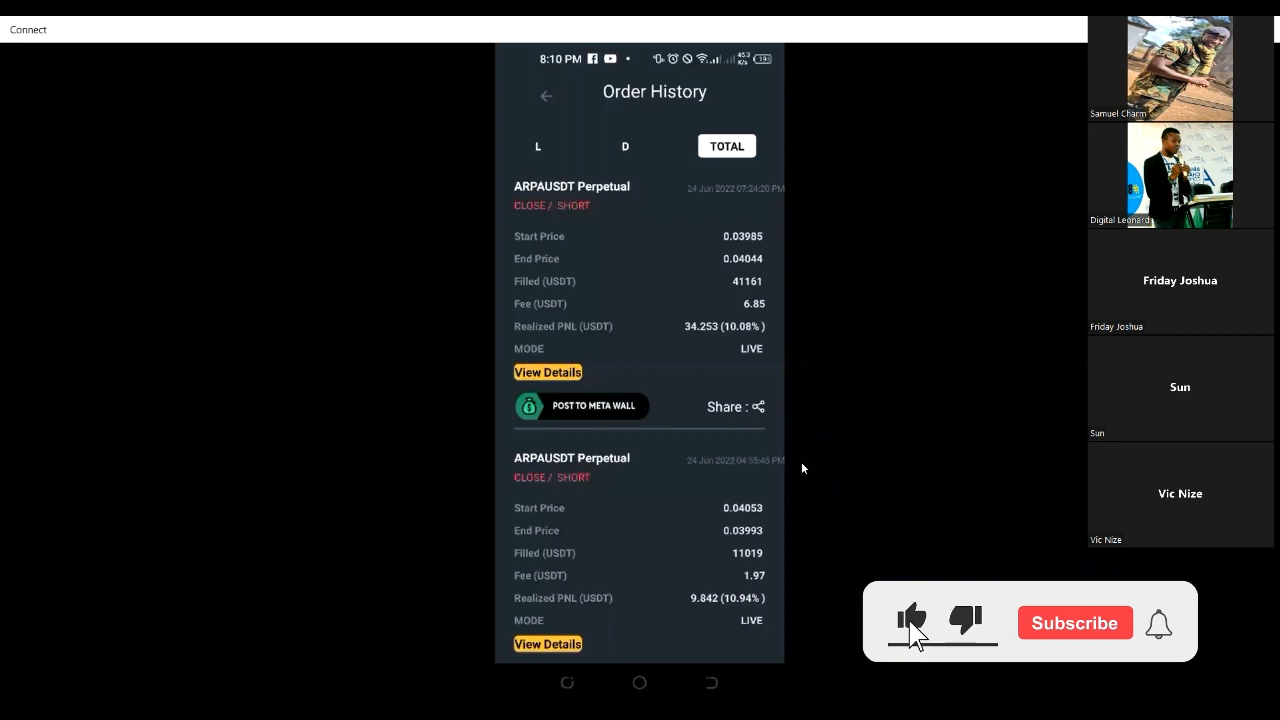 Connect
8:10 PM
45.3
K/s
19
Order History
L D TOTAL
ARPAUSDT Perpetual 24 Jun 2022 07:24:20 PM
CLOSE / SHORT
Start Price 0.03985
End Price 0.04044
Filled (USDT) 41161
Fee (USDT) 6.85
Realized PNL (USDT) 34.253 (10.08% )
MODE LIVE
View Details
POST TO META WALL Share :
ARPAUSDT Perpetual 24 Jun 2022 04:55:45 PM
CLOSE / SHORT
Start Price 0.04053
End Price 0.03993
Filled (USDT) 11019
Fee (USDT) 1.97
Realized PNL (USDT) 9.842 (10.94% )
MODE LIVE
View Details
Samuel Charm
Digital Leonard
Friday Joshua
Friday Joshua
Sun
Sun
Vic Nize
Vic Nize
Subscribe